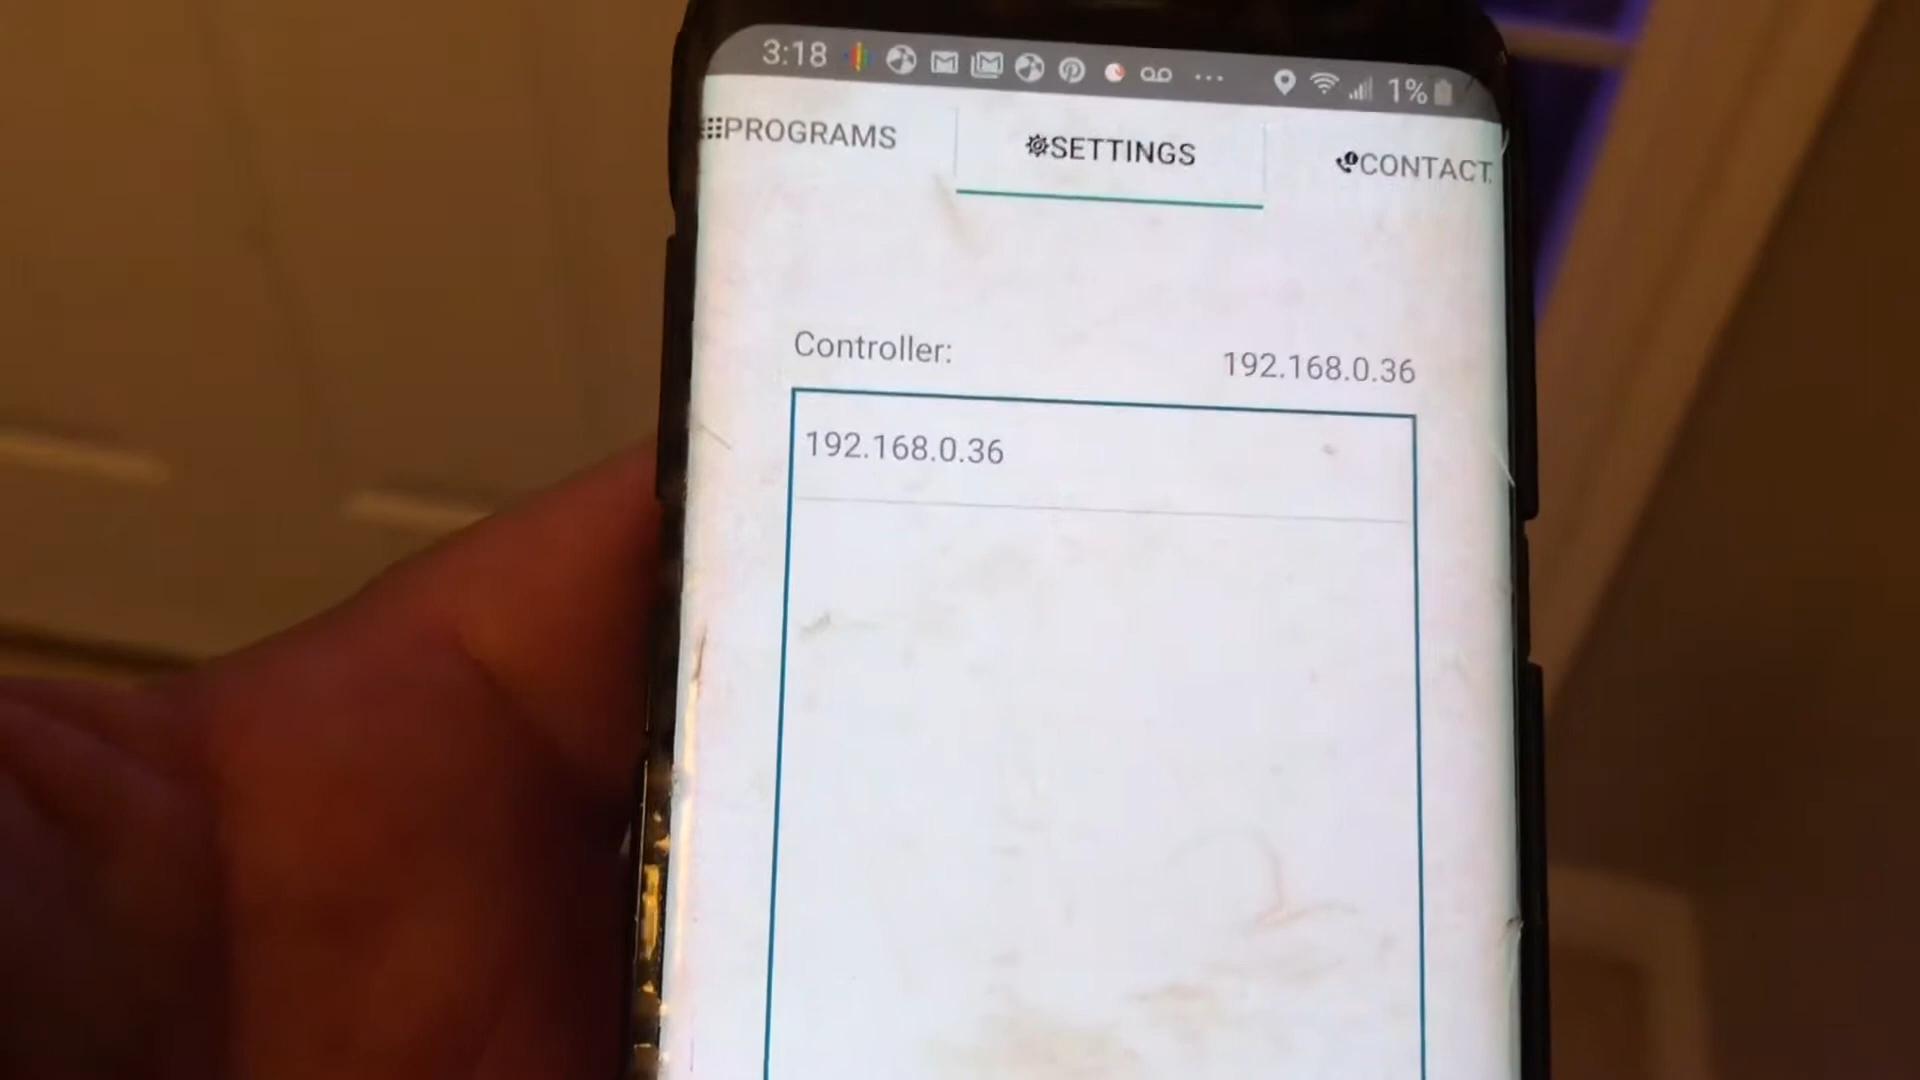 3:18 ... 1%
PROGRAMS SETTINGS CONTACT
Controller: 192.168.0.36
192.168.0.36